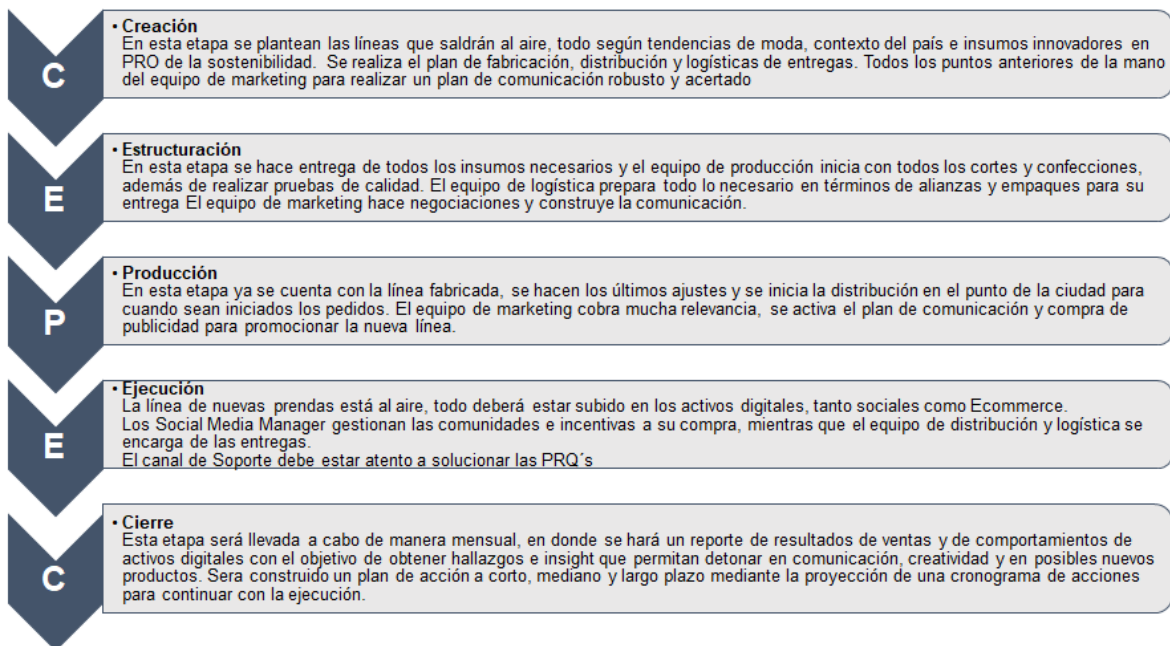 C
• Creación
En esta etapa se plantean las líneas que saldrán al aire, todo según tendencias de moda, contexto del país e insumos innovadores en
PRO de la sostenibilidad. Se realiza el plan de fabricación, distribución y logísticas de entregas. Todos los puntos anteriores de la mano
del equipo de marketing para realizar un plan de comunicación robusto y acertado
E
• Estructuración
En esta etapa se hace entrega de todos los insumos necesarios y el equipo de producción inicia con todos los cortes y confecciones,
además de realizar pruebas de calidad. El equipo de logística prepara todo lo necesario en términos de alianzas y empaques para su
entrega El equipo de marketing hace negociaciones y construye la comunicación.
P
• Producción
En esta etapa ya se cuenta con la línea fabricada, se hacen los últimos ajustes y se inicia la distribución en el punto de la ciudad para
cuando sean iniciados los pedidos. El equipo de marketing cobra mucha relevancia, se activa el plan de comunicación y compra de
publicidad para promocionar la nueva línea.
E
• Ejecución
La línea de nuevas prendas está al aire, todo deberá estar subido en los activos digitales, tanto sociales como Ecommerce.
Los Social Media Manager gestionan las comunidades e incentivas a su compra, mientras que el equipo de distribución y logística se
encarga de las entregas.
El canal de Soporte debe estar atento a solucionar las PRQ´s
C
• Cierre
Esta etapa será llevada a cabo de manera mensual, en donde se hará un reporte de resultados de ventas y de comportamientos de
activos digitales con el objetivo de obtener hallazgos e insight que permitan detonar en comunicación, creatividad y en posibles nuevos
productos. Sera construido un plan de acción a corto, mediano y largo plazo mediante la proyección de una cronograma de acciones
para continuar con la ejecución.